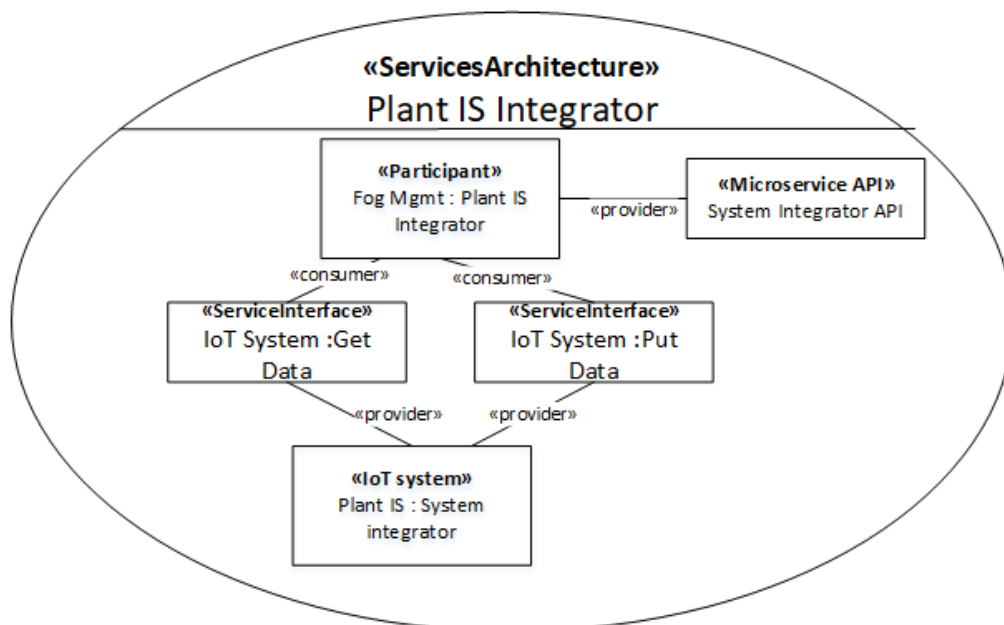 «ServicesArchitecture»
Plant IS Integrator
«Participant»
Fog Mgmt : Plant IS
Integrator
«Microservice API»
System Integrator API
«provider»
«consumer»
«consumer»
«ServiceInterface»
IoT System :Get
Data
«ServiceInterface»
IoT System :Put
Data
«provider»
«provider»
«IoT system»
Plant IS : System
integrator